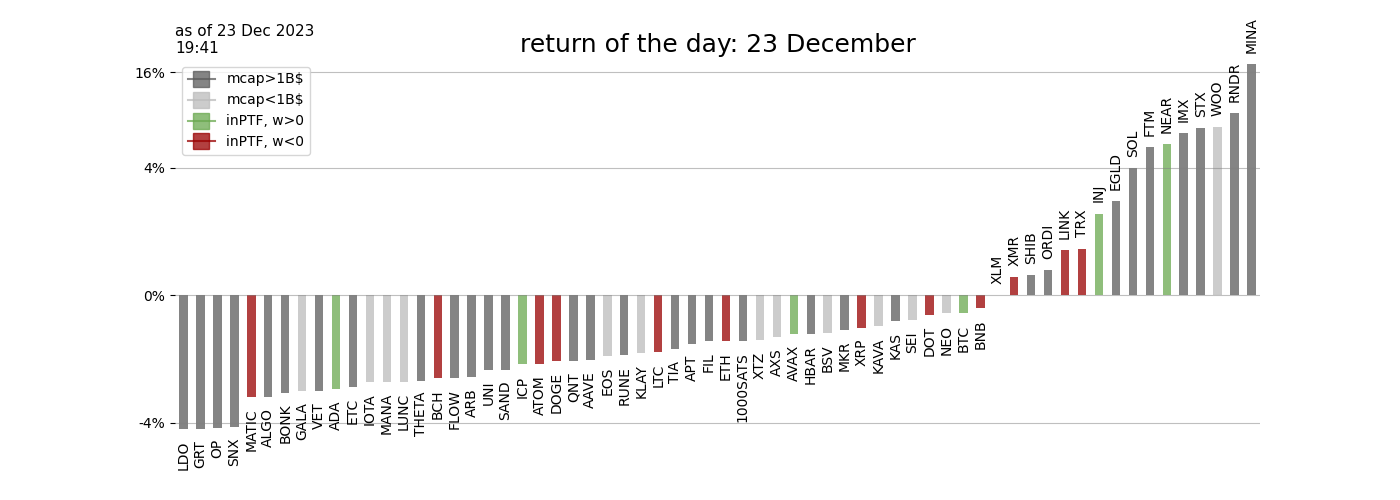 as of 23 Dec 2023
19:41
return of the day: 23 December
mcap>1B$
mcap<1B$
inPTF, w>0
inPTF, w<0
16%
4%
0%
-4%
LDO
GRT
OP
SNX
MATIC
ALGO
BONK
GALA
VET
ADA
ETC
IOTA
MANA
LUNC
THETA
BCH
FLOW
ARB
UNI
SAND
ICP
ATOM
DOGE
QNT
AAVE
EOS
RUNE
KLAY
LTC
TIA
APT
FIL
ETH
1000SATS
XTZ
AXS
AVAX
HBAR
BSV
MKR
XRP
KAVA
KAS
SEI
DOT
NEO
BTC
BNB
XLM
XMR
SHIB
ORDI
LINK
TRX
INJ
EGLD
SOL
FTM
NEAR
IMX
STX
WOO
RNDR
MINA